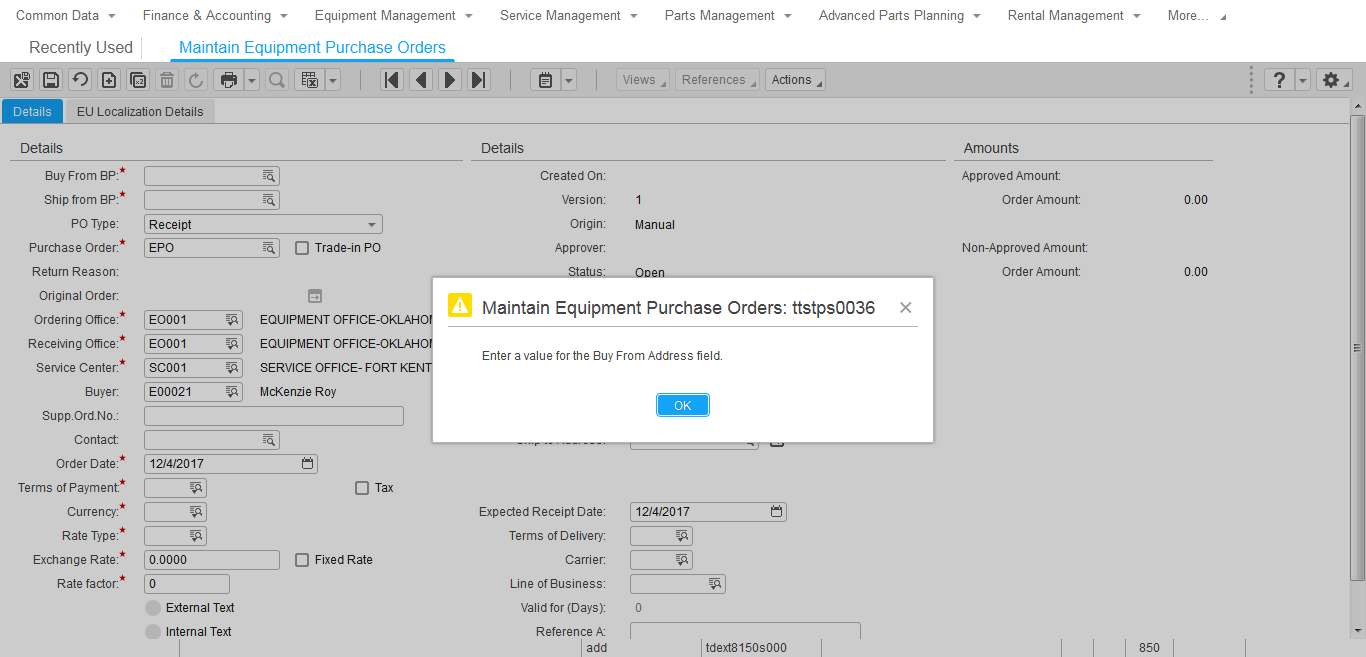 Common Data Finance & Accounting Equipment Management Service Management Parts Management Advanced Parts Planning Rental Management More...
Recently Used Maintain Equipment Purchase Orders
Views References Actions ?
Details EU Localization Details
Details Details Amounts
Buy From BP:* Created On: Approved Amount:
Ship from BP:* Version: 1 Order Amount: 0.00
PO Type: Receipt Origin: Manual
Purchase Order:* EPO Trade-in PO Approver: Non-Approved Amount:
Return Reason: Status: Open Order Amount: 0.00
Original Order:
Maintain Equipment Purchase Orders: ttstps0036
Ordering Office:* EO001 EQUIPMENT OFFICE-OKLAHOM
Receiving Office:* EO001 EQUIPMENT OFFICE-OKLAHOM
Enter a value for the Buy From Address field.
Service Center:* SC001 SERVICE OFFICE- FORT KENT
Buyer: E00021 McKenzie Roy
OK
Supp.Ord.No.:
Contact: Ship to Address:
Order Date:* 12/4/2017
Terms of Payment:* Tax
Currency:* Expected Receipt Date: 12/4/2017
Rate Type:* Terms of Delivery:
Exchange Rate:* 0.0000 Fixed Rate Carrier:
Rate factor:* 0 Line of Business:
External Text Valid for (Days): 0
Internal Text Reference A:
add tdext8150s000 850